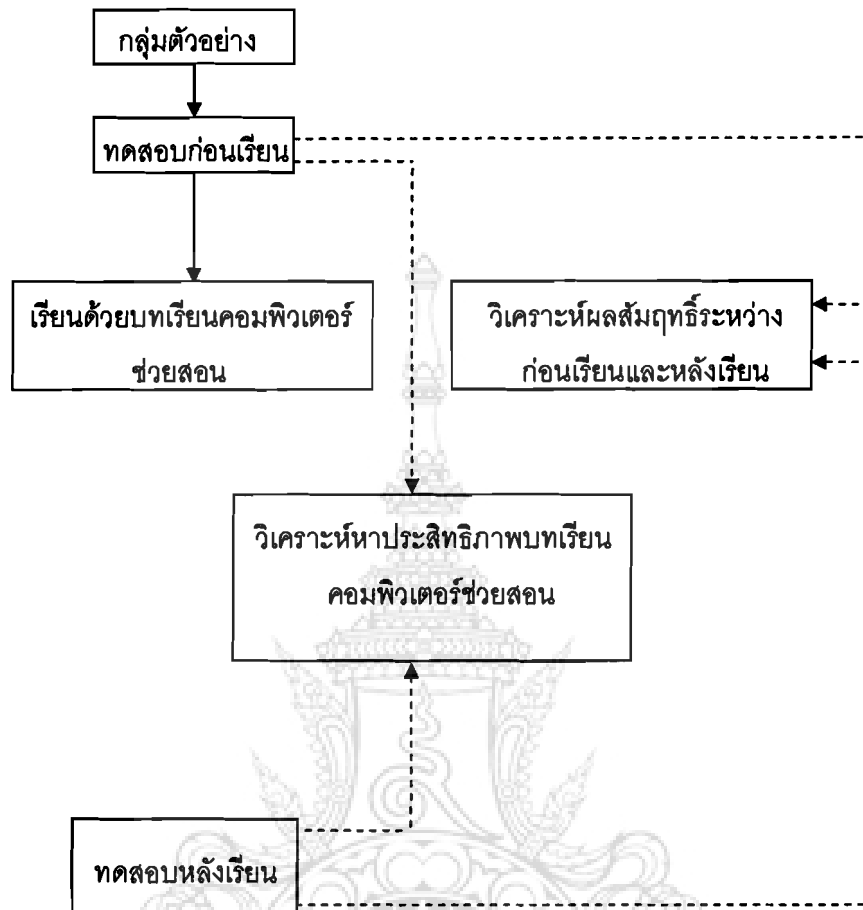 กลุ่มตัวอย่าง
ทดสอบก่อนเรียน
เรียนด้วยบทเรียนคอมพิวเตอร์
ช่วยสอน
วิเคราะห์ผลสัมฤทธิ์ระหว่าง
ก่อนเรียนและหลังเรียน
วิเคราะห์หาประสิทธิภาพบทเรียน
คอมพิวเตอร์ช่วยสอน
ทดสอบหลังเรียน